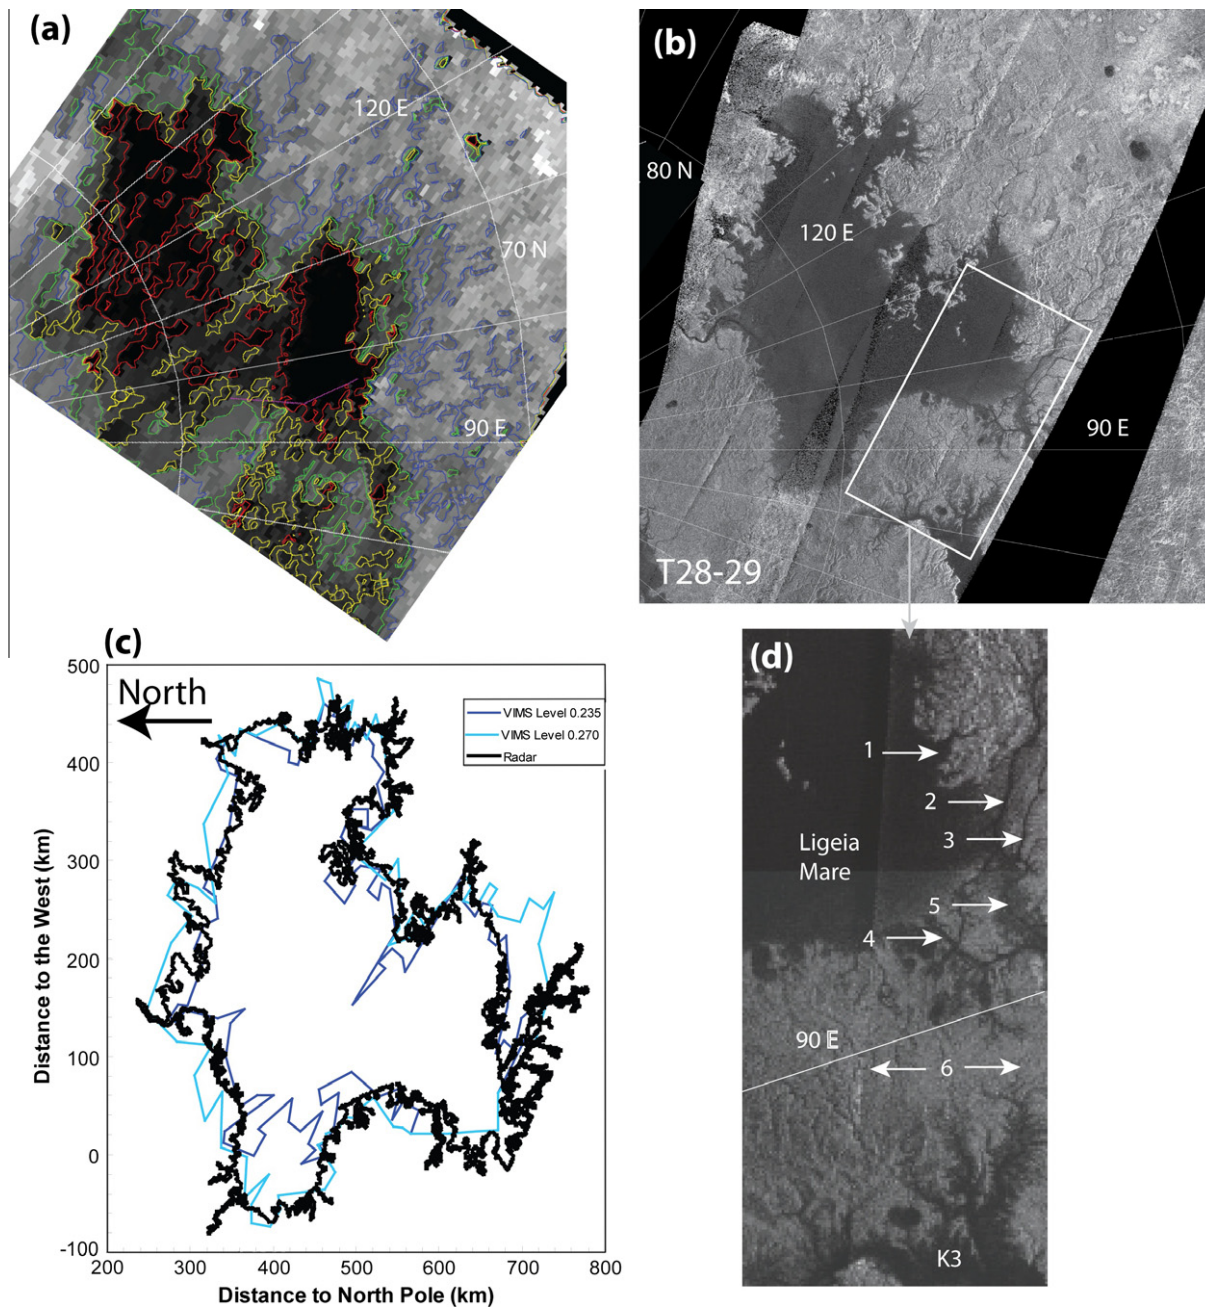 (a)
120 E
70 N
90 E
(b)
80 N
120 E
90 E
T28-29
(c)
North
VIMS Level 0.235
VIMS Level 0.270
Radar
500
400
300
200
100
0
-100
Distance to the West (km)
200 300 400 500 600 700 800
Distance to North Pole (km)
(d)
1
2
3
Ligeia
Mare
5
4
90 E
6
K3